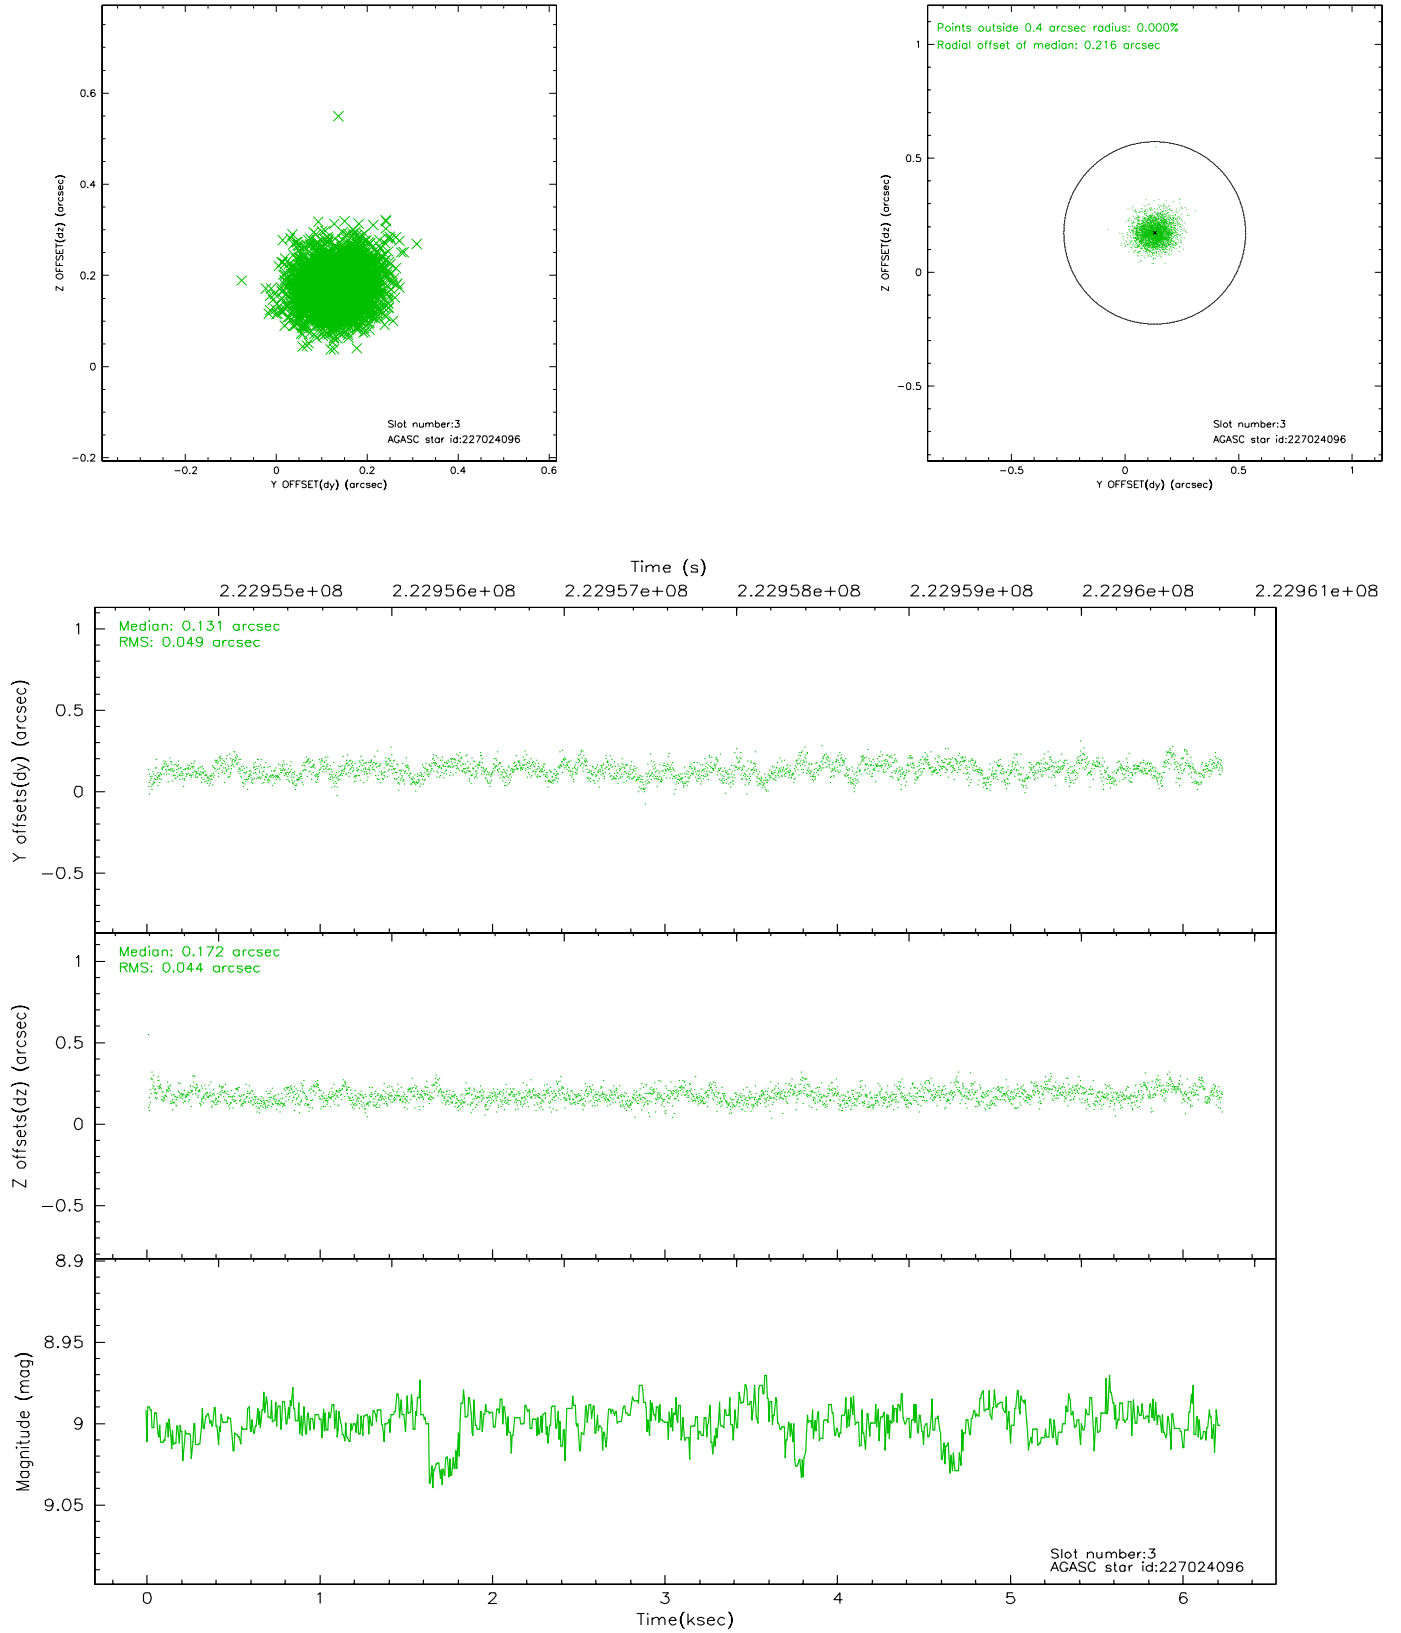 0.6
0.4
0.2
0
−0.2
Z OFFSET(dz) (arcsec)
Slot number:3
AGASC star id:227024096
−0.2 0 0.2 0.4 0.6
Y OFFSET(dy) (arcsec)
Points outside 0.4 arcsec radius: 0.000%
Radial offset of median: 0.216 arcsec
1
0.5
0
−0.5
Z OFFSET(dz) (arcsec)
Slot number:3
AGASC star id:227024096
−0.5 0 0.5 1
Y OFFSET(dy) (arcsec)
Time (s)
2.22955e+08 2.22956e+08 2.22957e+08 2.22958e+08 2.22959e+08 2.2296e+08 2.22961e+08
Median: 0.131 arcsec
RMS: 0.049 arcsec
1
0.5
0
−0.5
Y offsets(dy) (arcsec)
Median: 0.172 arcsec
RMS: 0.044 arcsec
1
0.5
0
−0.5
Z offsets(dz) (arcsec)
8.9
8.95
9
9.05
Magnitude (mag)
Slot number:3
AGASC star id:227024096
0 1 2 3 4 5 6
Time(ksec)